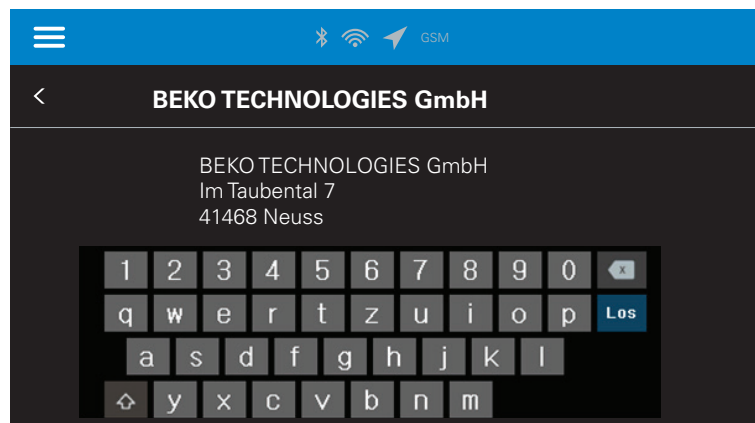 GSM
BEKO TECHNOLOGIES GmbH
BEKO TECHNOLOGIES GmbH
Im Taubental 7
41468 Neuss
1 2 3 4 5 6 7 8 9 0 x
q w e r t z u i o p Los
a s d f g h j k l
y x c v b n m